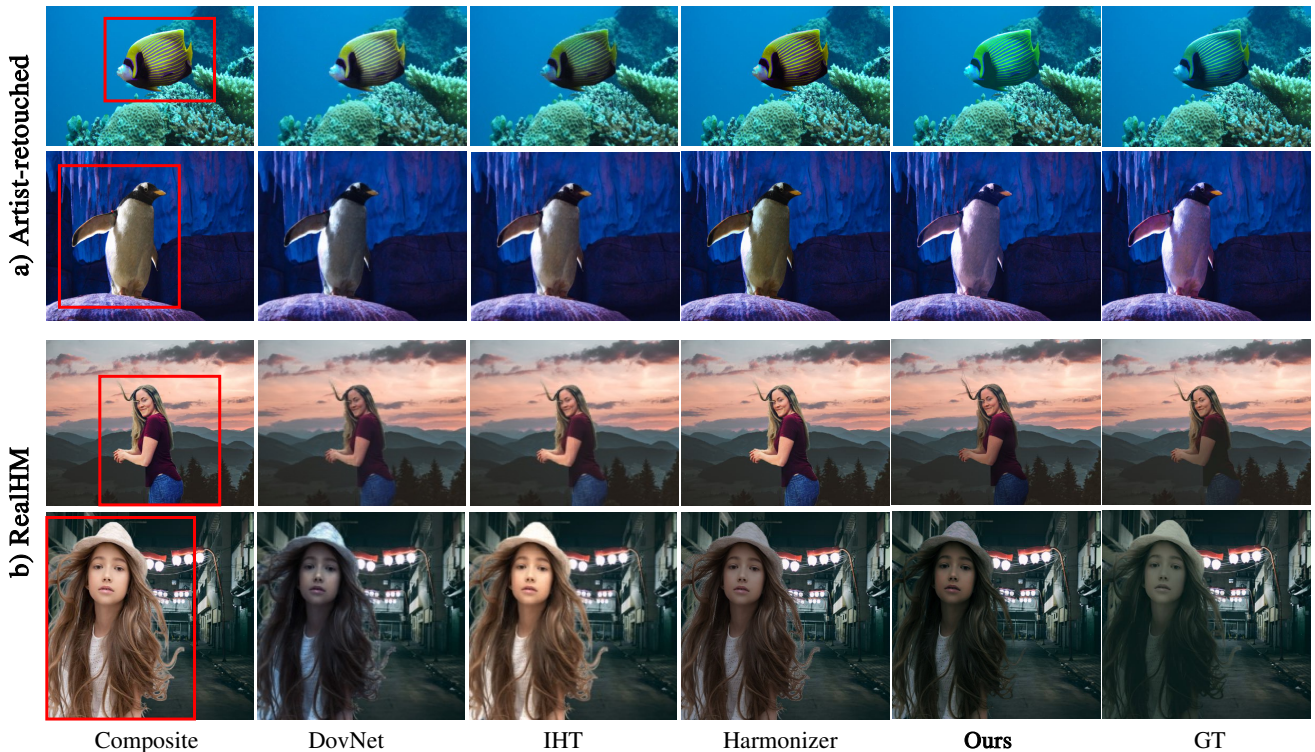 a) Artist-retouched
b) RealHM
Composite
DovNet
IHT
Harmonizer
Ours
GT